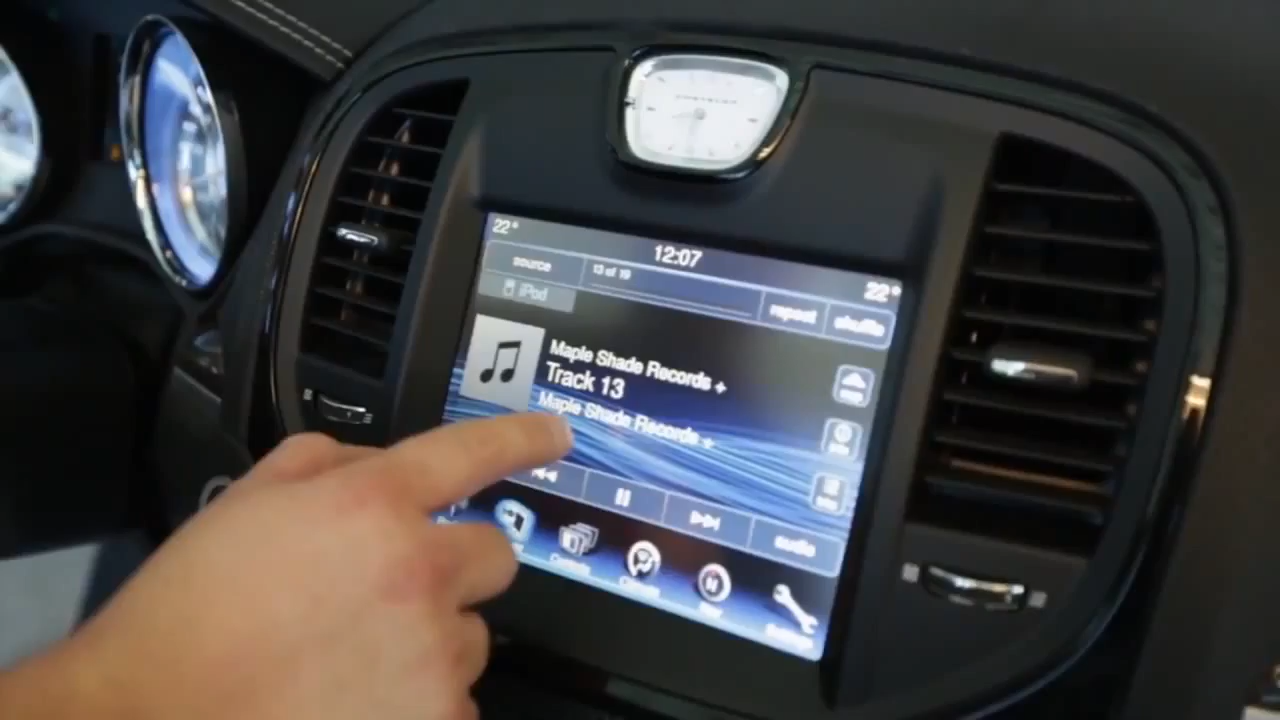 CHRYSLER
22°
12:07
22°
source
13 of 19
repeat
shuffle
iPod
Maple Shade Records +
Track 13
Maple Shade Records +
audio